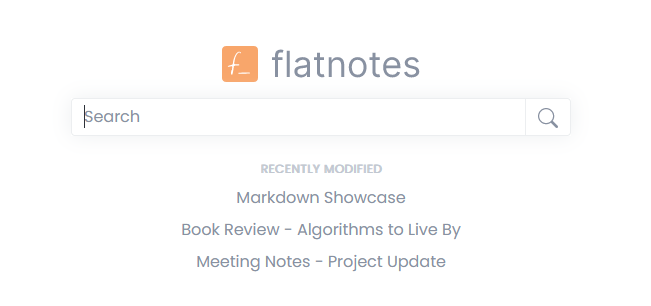 f_
flatnotes
Search
RECENTLY MODIFIED
Markdown Showcase
Book Review - Algorithms to Live By
Meeting Notes - Project Update